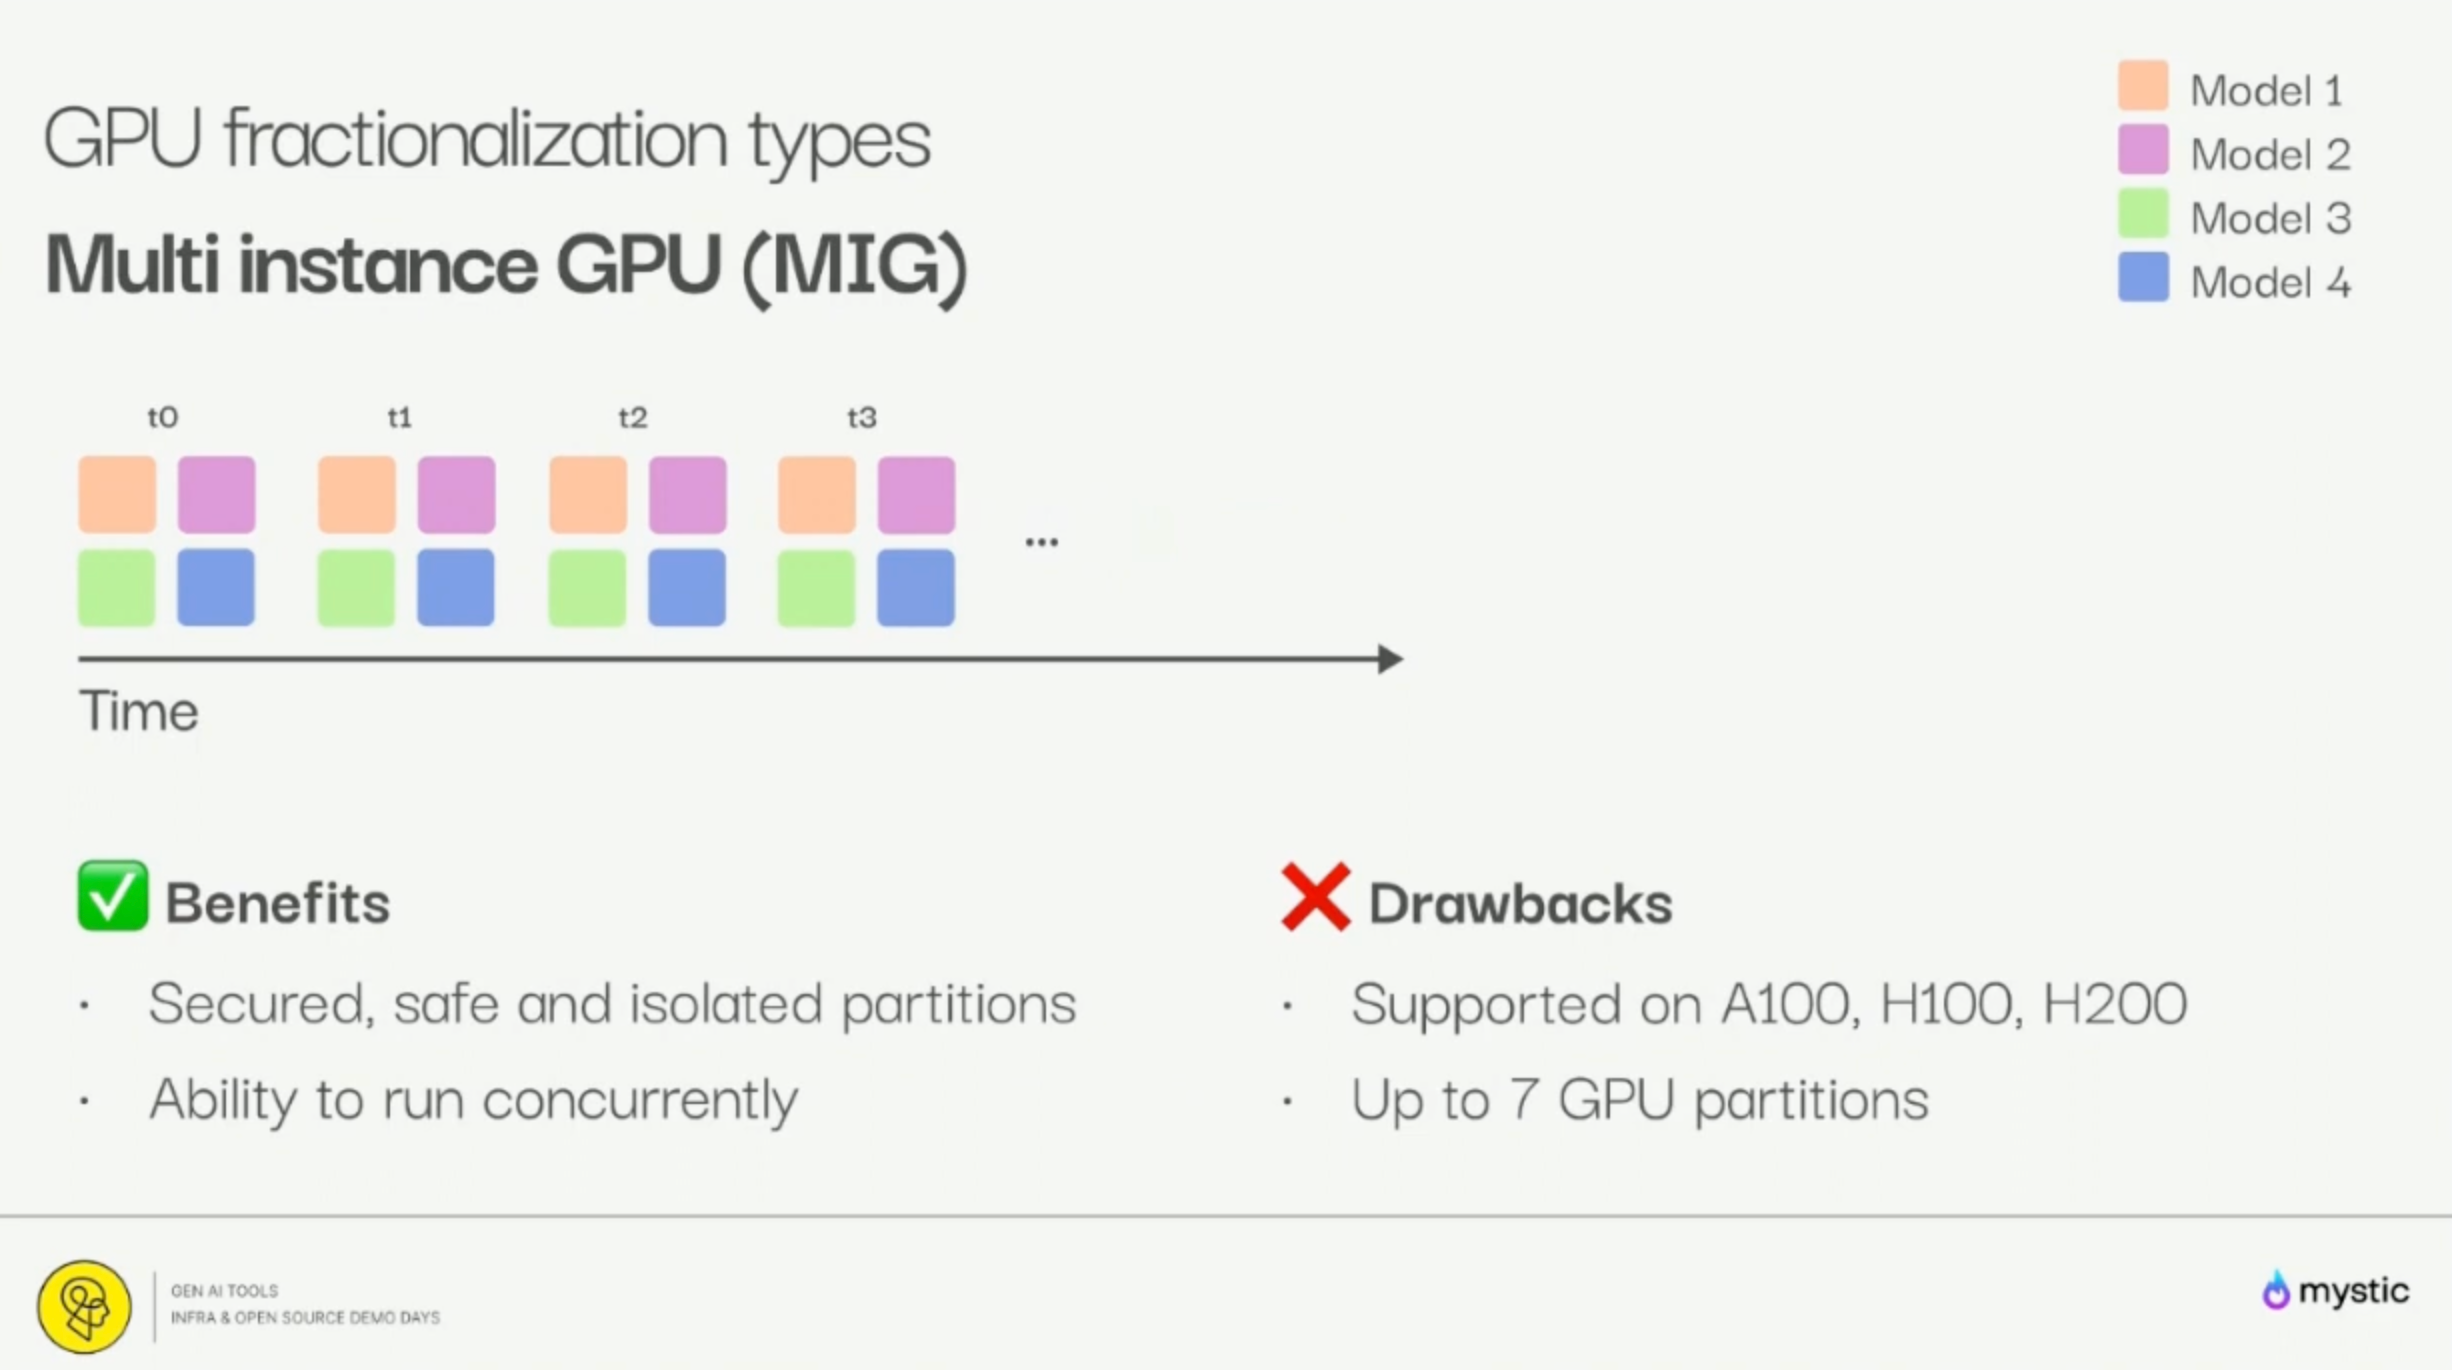 GPU fractionalization types
Multi instance GPU (MIG)
Model 1
Model 2
Model 3
Model 4
t0 t1 t2 t3
...
Time
✅ Benefits
· Secured, safe and isolated partitions
· Ability to run concurrently
❌ Drawbacks
· Supported on A100, H100, H200
· Up to 7 GPU partitions
GEN AI TOOLS
INFRA & OPEN SOURCE DEMO DAYS
mystic